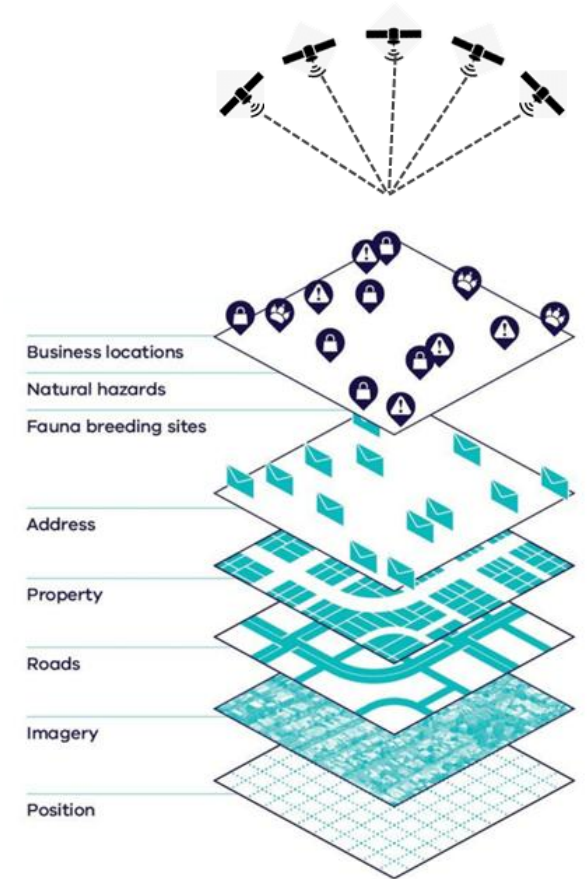 Business locations
Natural hazards
Fauna breeding sites
Address
Property
Roads
Imagery
Position